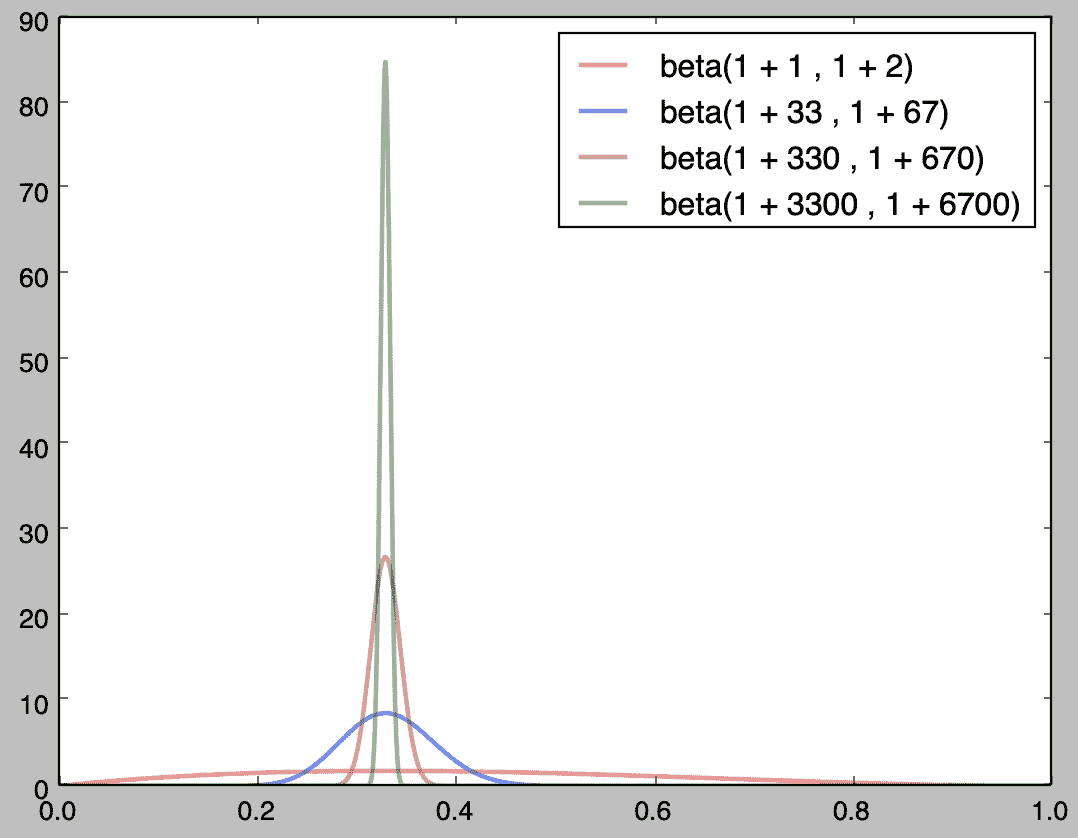 90
80
70
60
50
40
30
20
10
0
beta(1 + 1 , 1 + 2)
beta(1 + 33 , 1 + 67)
beta(1 + 330 , 1 + 670)
beta(1 + 3300 , 1 + 6700)
0.0 0.2 0.4 0.6 0.8 1.0